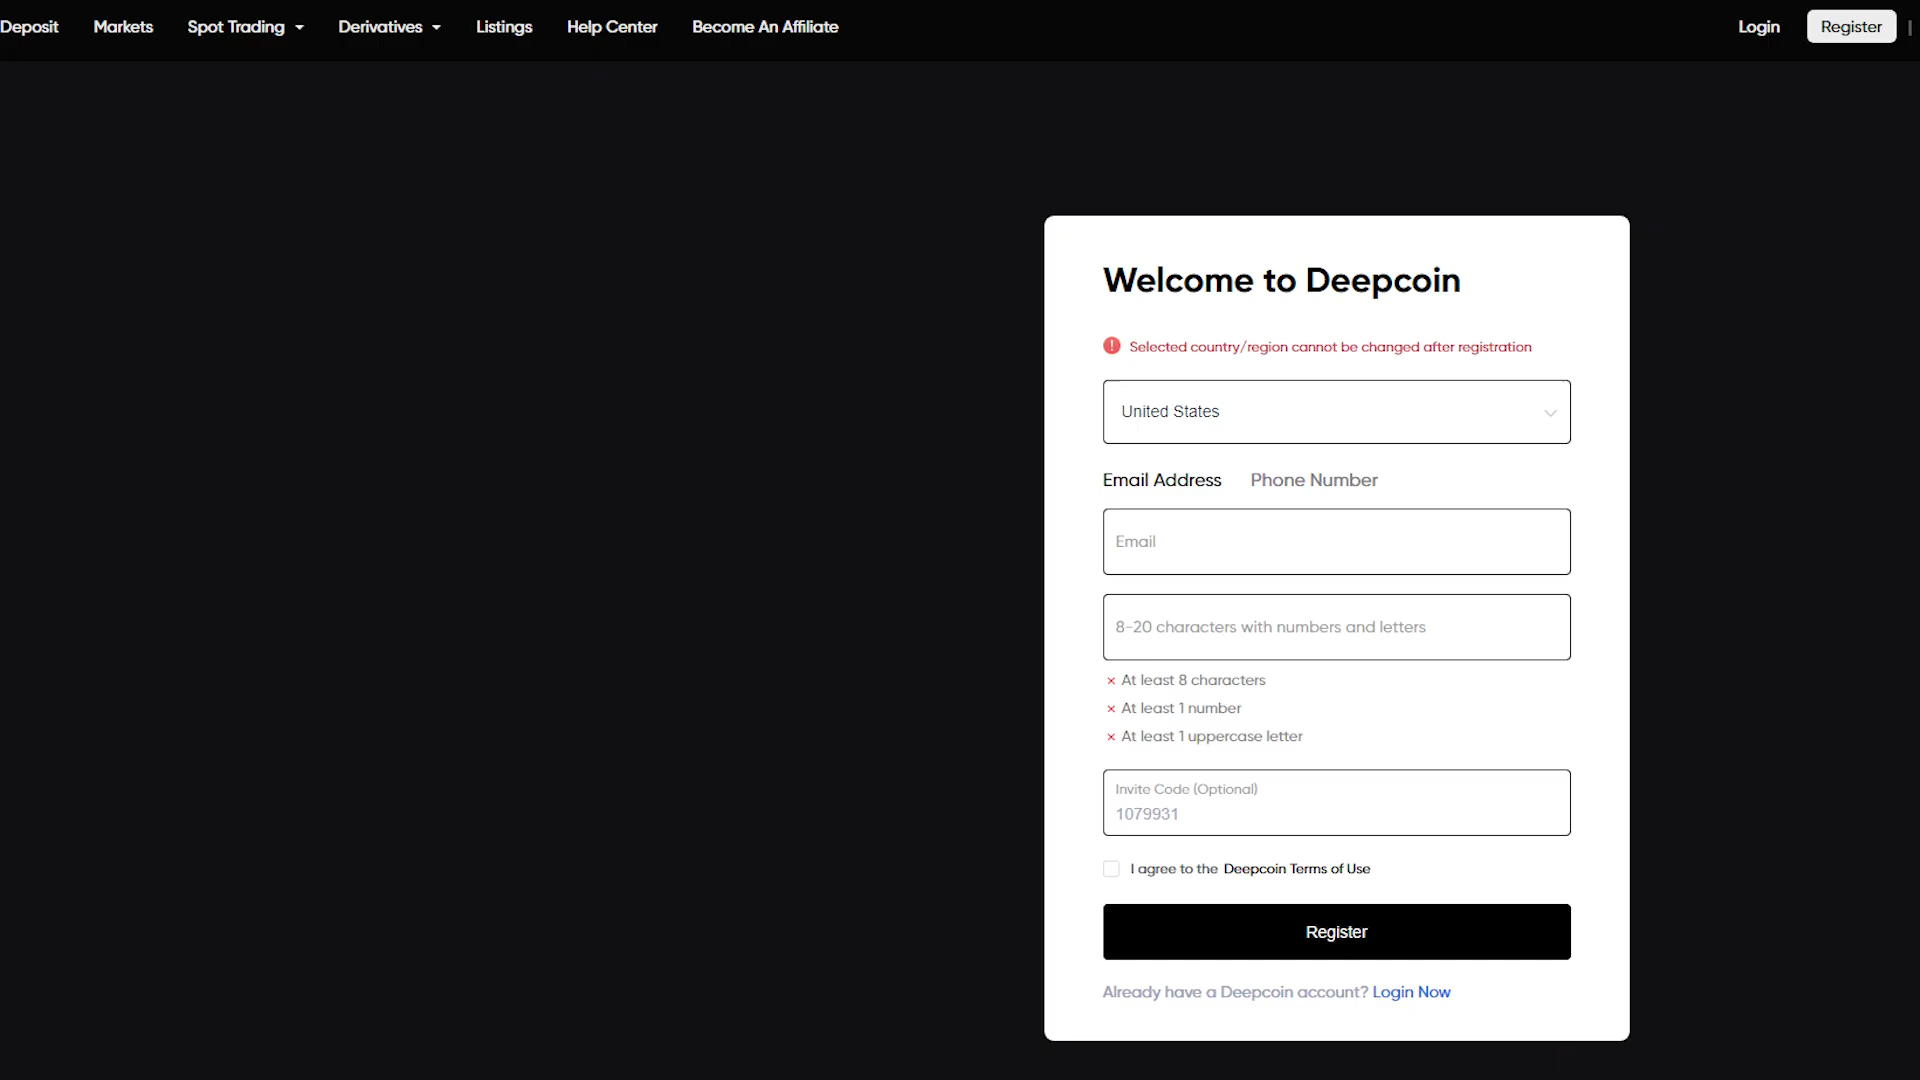 Deposit Markets Spot Trading Derivatives Listings Help Center Become An Affiliate Login Register
Welcome to Deepcoin
Selected country/region cannot be changed after registration
United States
Email Address Phone Number
Email
8-20 characters with numbers and letters
× At least 8 characters
× At least 1 number
× At least 1 uppercase letter
Invite Code (Optional)
1079931
I agree to the Deepcoin Terms of Use
Register
Already have a Deepcoin account? Login Now